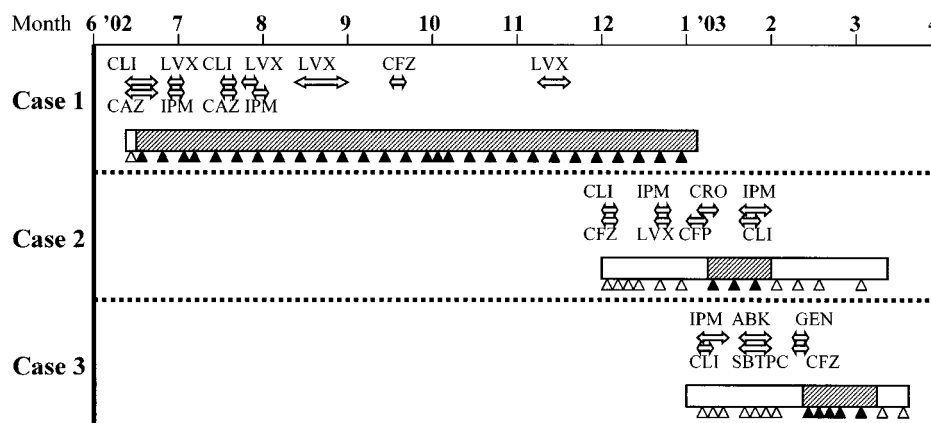 Month 6 '02 7 8 9 10 11 12 1 '03 2 3 4
CLI LVX CLI LVX LVX CFZ LVX
Case 1
CAZ IPM CAZ IPM
CLI IPM CRO IPM
Case 2
CFZ LVX CFP CLI
IPM ABK GEN
Case 3
CLI SBTPC CFZ